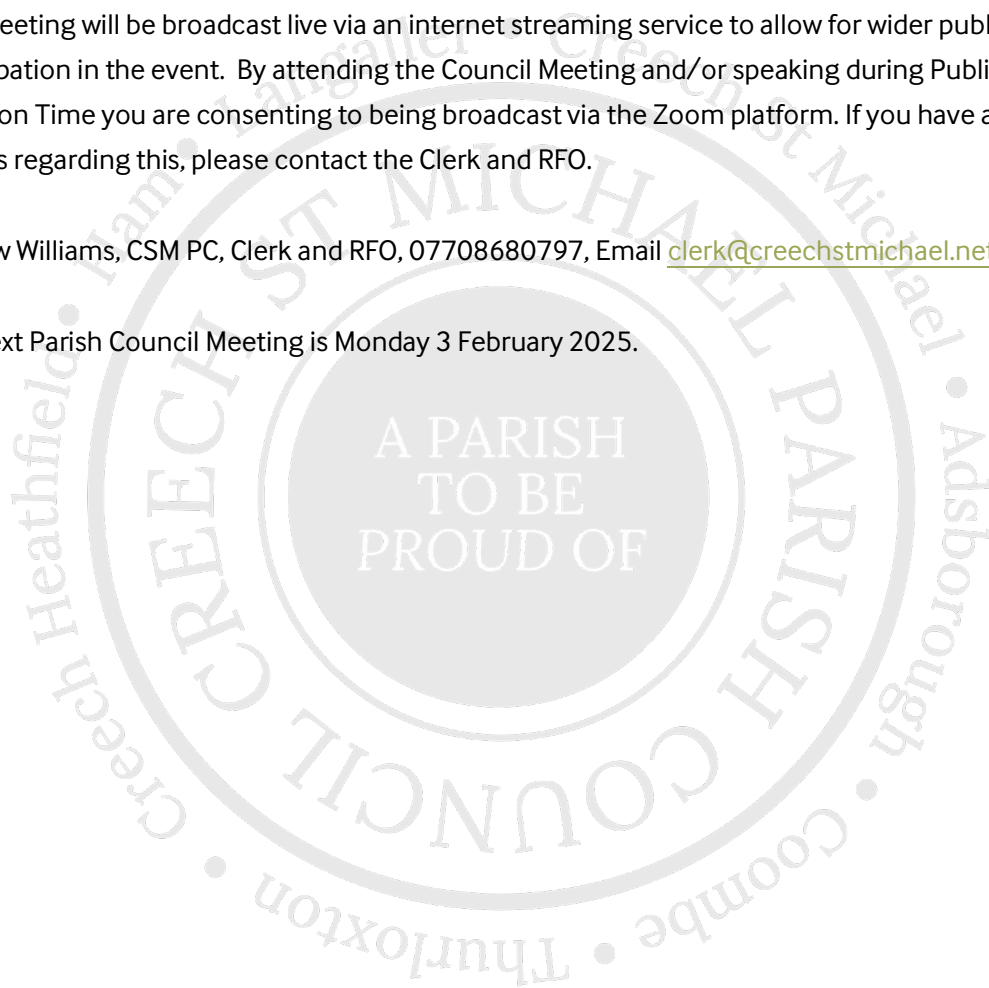 eeting will be broadcast live via an internet streaming service to allow for wider publ
pation in the event. By attending the Council Meeting and/or speaking during Publi
on Time you are consenting to being broadcast via the Zoom platform. If you have a
s regarding this, please contact the Clerk and RFO.
w Williams, CSM PC, Clerk and RFO, 07708680797, Email clerk@creechstmichael.net
ext Parish Council Meeting is Monday 3 February 2025.
CREECH ST MICHAEL PARISH COUNCIL
A PARISH
TO BE
PROUD OF
Creech Heathfield • Ham • Langaller • Creech St Michael • Adsborough • Coombe • Thurloxton •